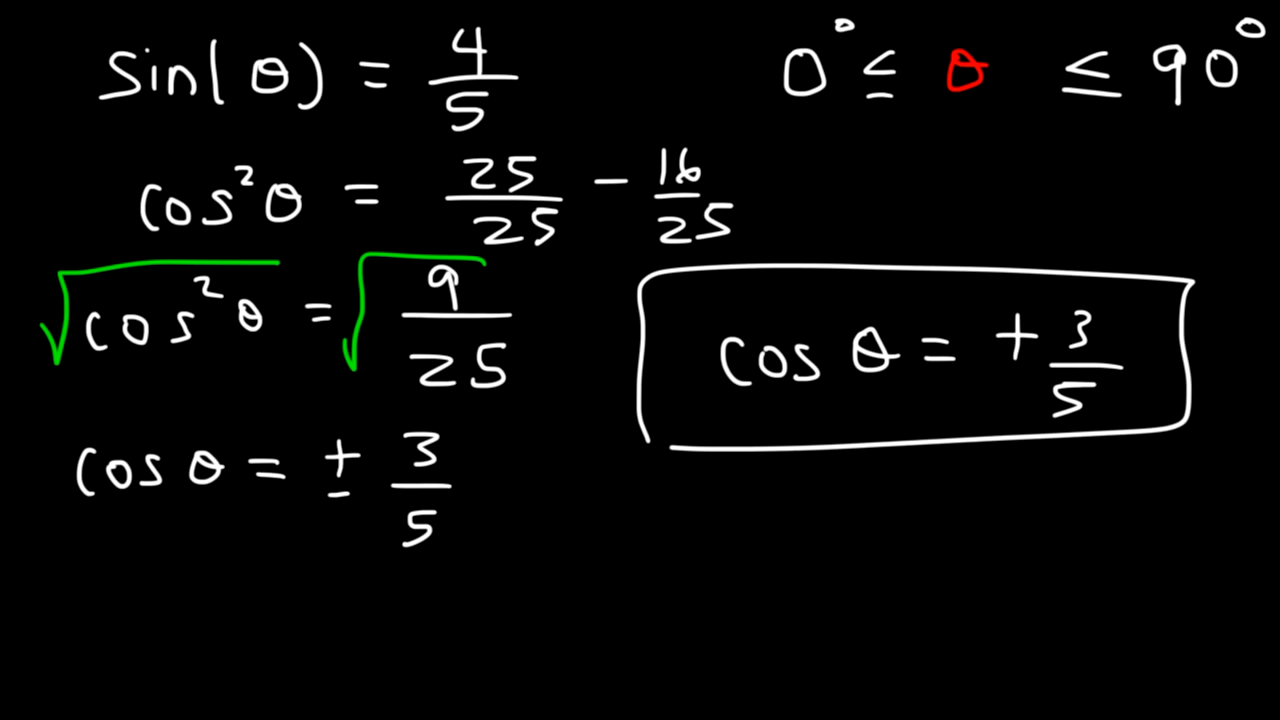 sin(θ) = 4/5
0° ≤ θ ≤ 90°
cos²θ = 25/25 − 16/25
√cos²θ = √9/25
cos θ = + 3/5
cos θ = ± 3/5